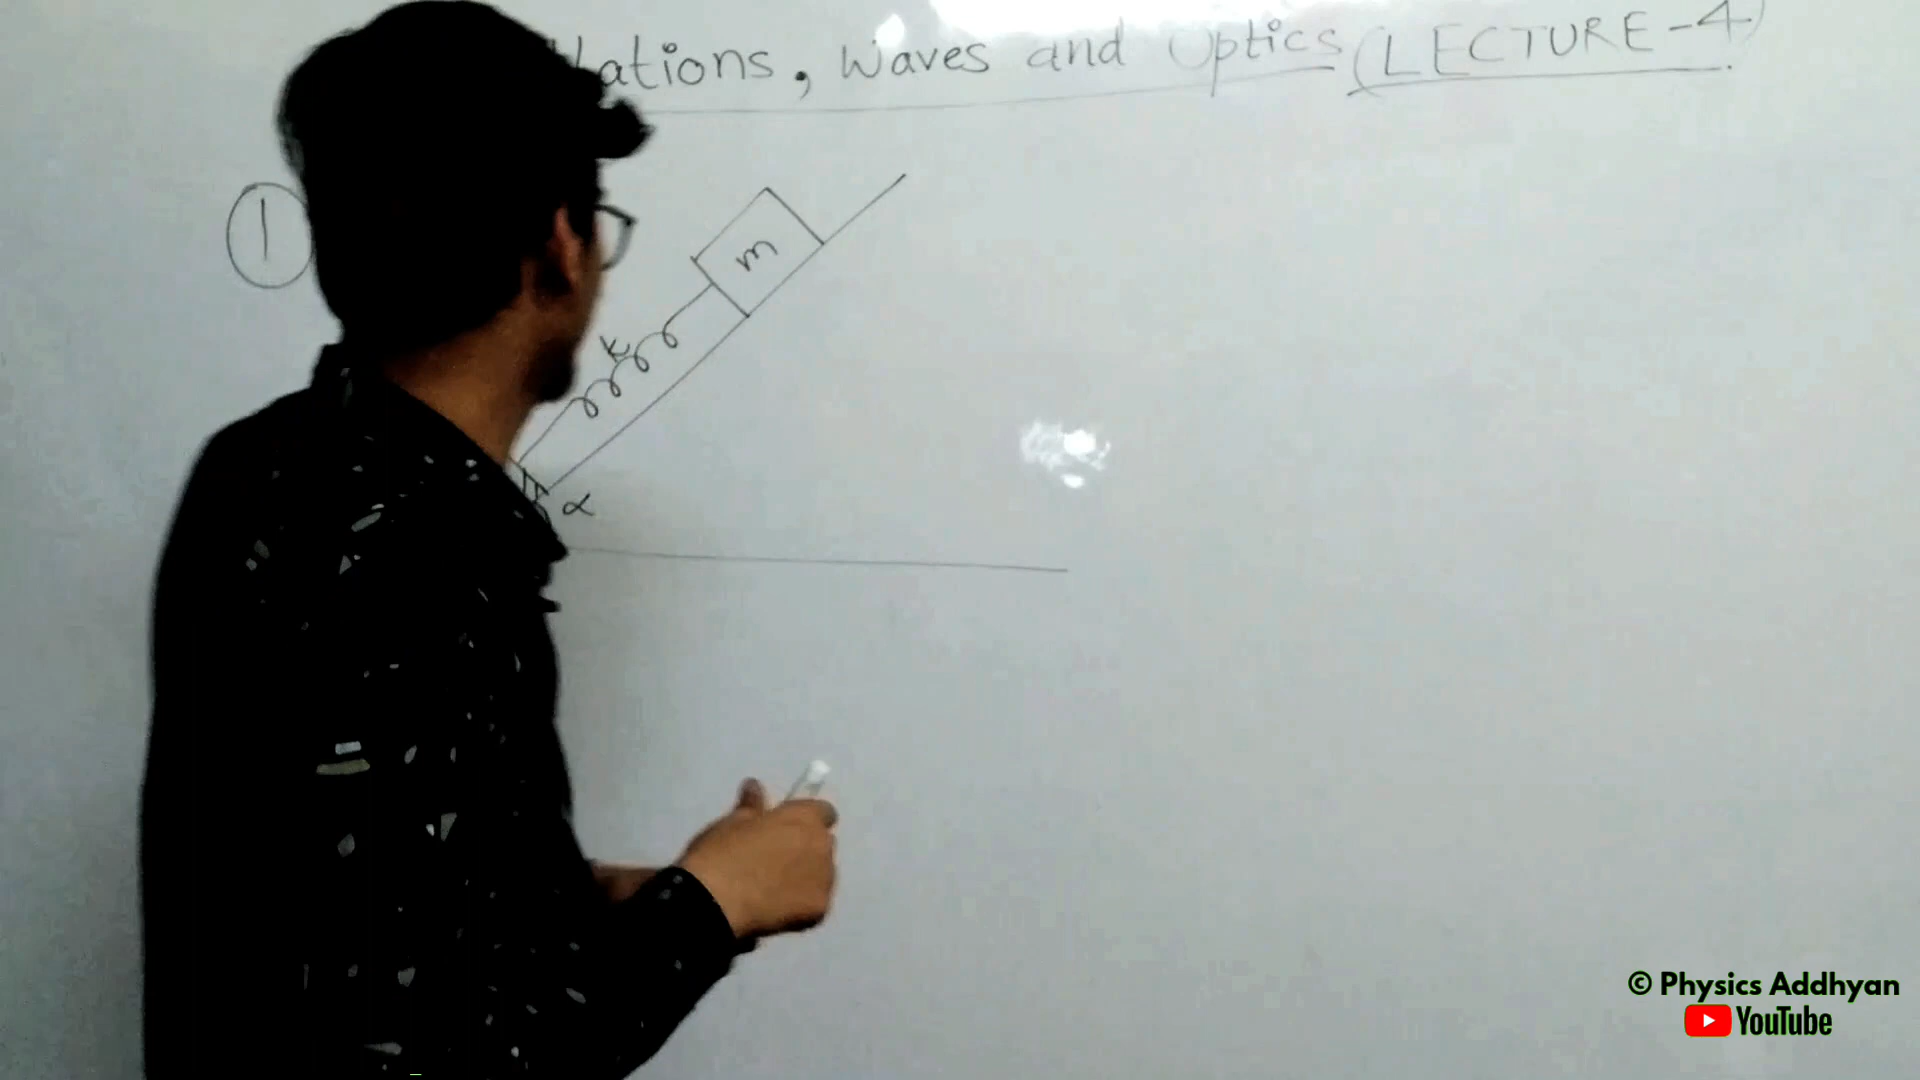 lations, Waves and Optics (LECTURE-4)
1
m
k
α
© Physics Addhyan
YouTube